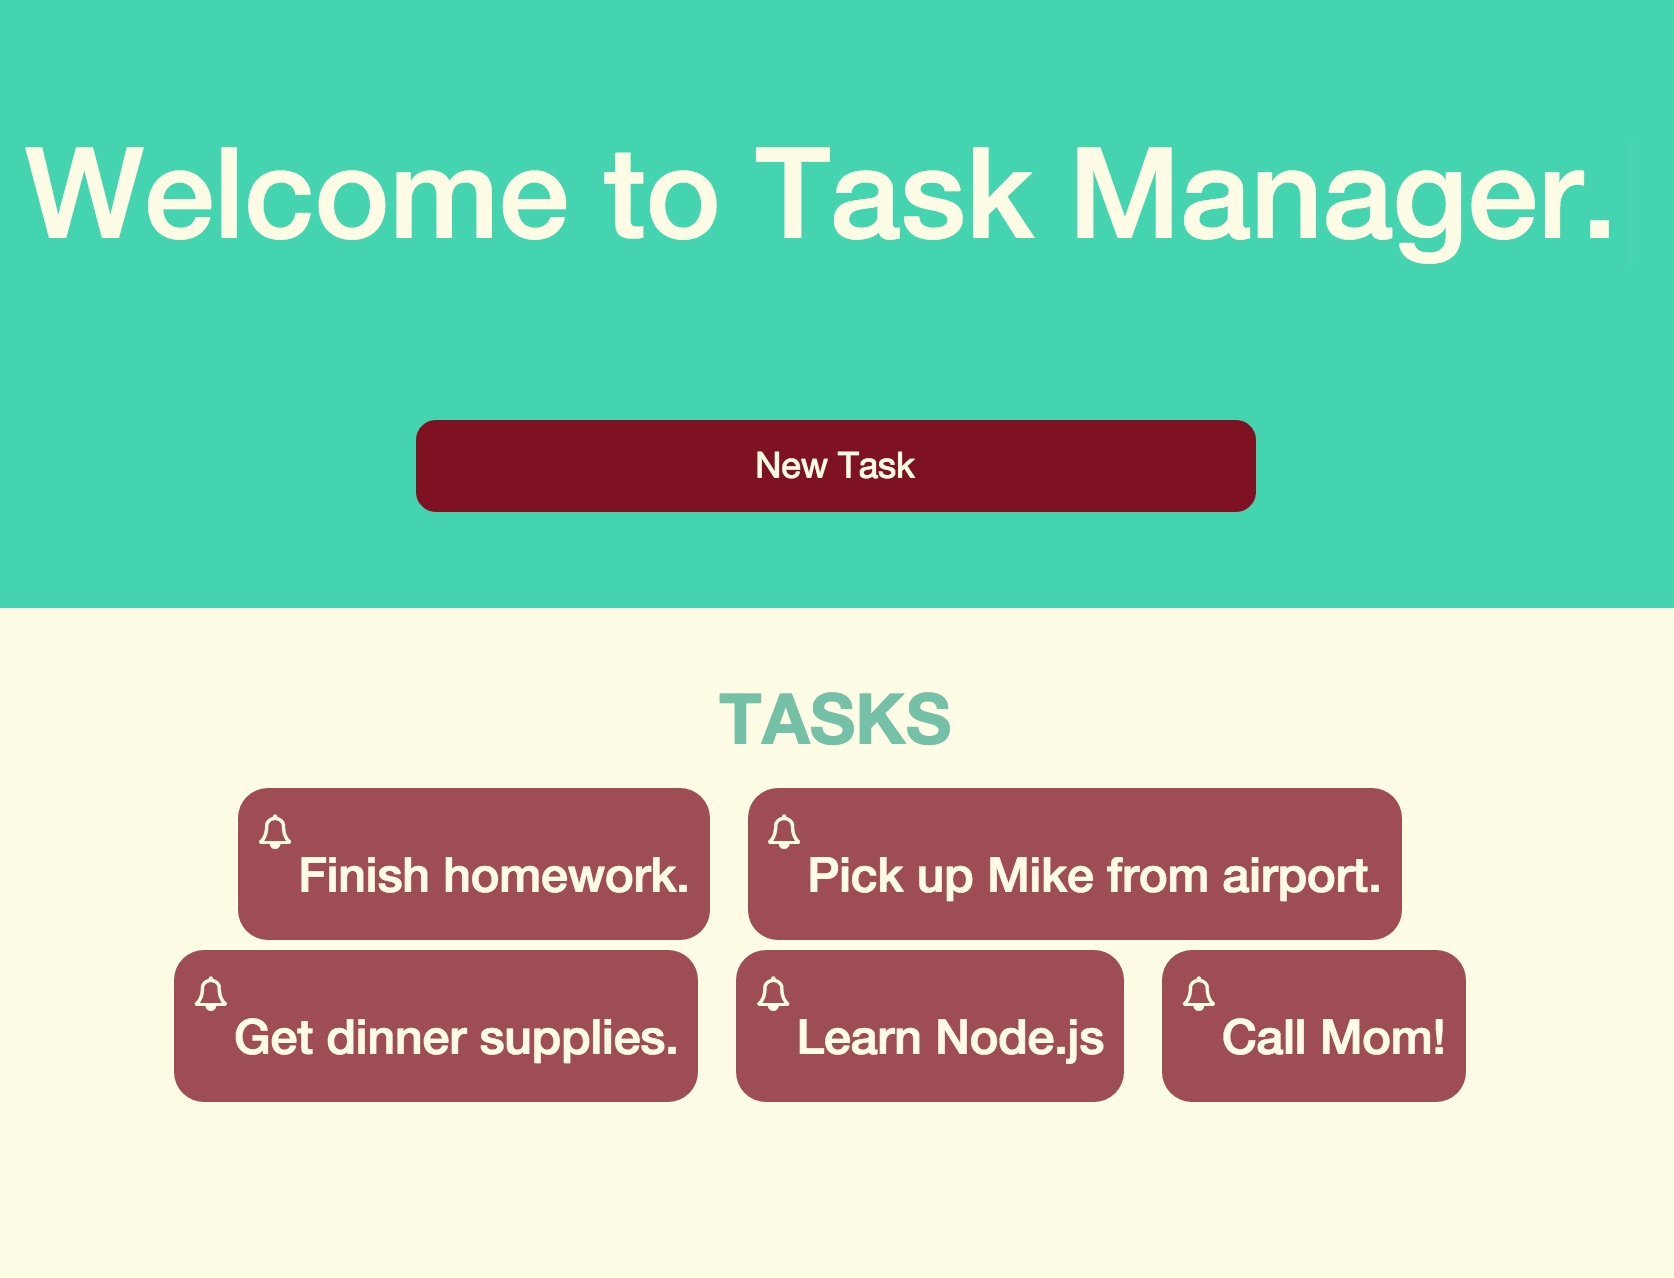 Welcome to Task Manager.
New Task
TASKS
Finish homework.
Pick up Mike from airport.
Get dinner supplies.
Learn Node.js
Call Mom!